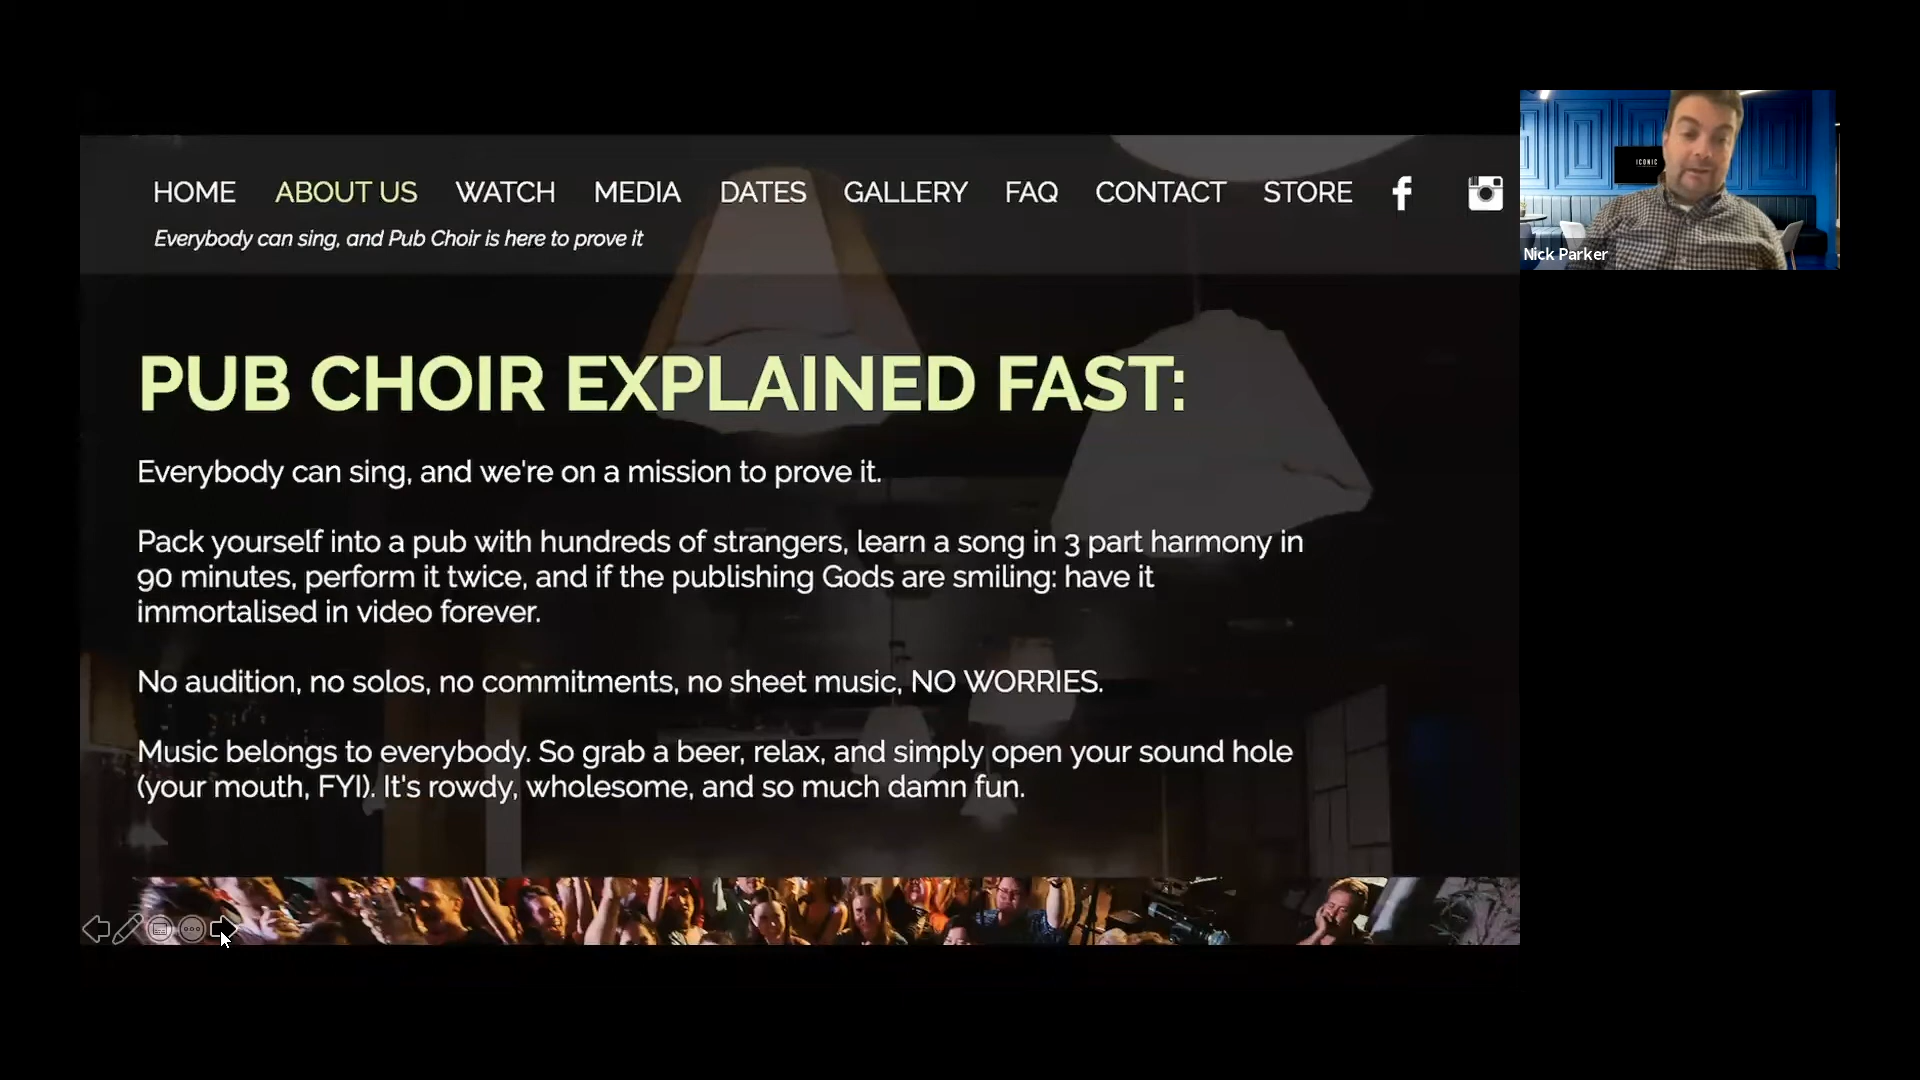 HOME ABOUT US WATCH MEDIA DATES GALLERY FAQ CONTACT STORE
Everybody can sing, and Pub Choir is here to prove it
ICONIC
Nick Parker
PUB CHOIR EXPLAINED FAST:
Everybody can sing, and we're on a mission to prove it.
Pack yourself into a pub with hundreds of strangers, learn a song in 3 part harmony in
90 minutes, perform it twice, and if the publishing Gods are smiling: have it
immortalised in video forever.
No audition, no solos, no commitments, no sheet music, NO WORRIES.
Music belongs to everybody. So grab a beer, relax, and simply open your sound hole
(your mouth, FYI). It's rowdy, wholesome, and so much damn fun.